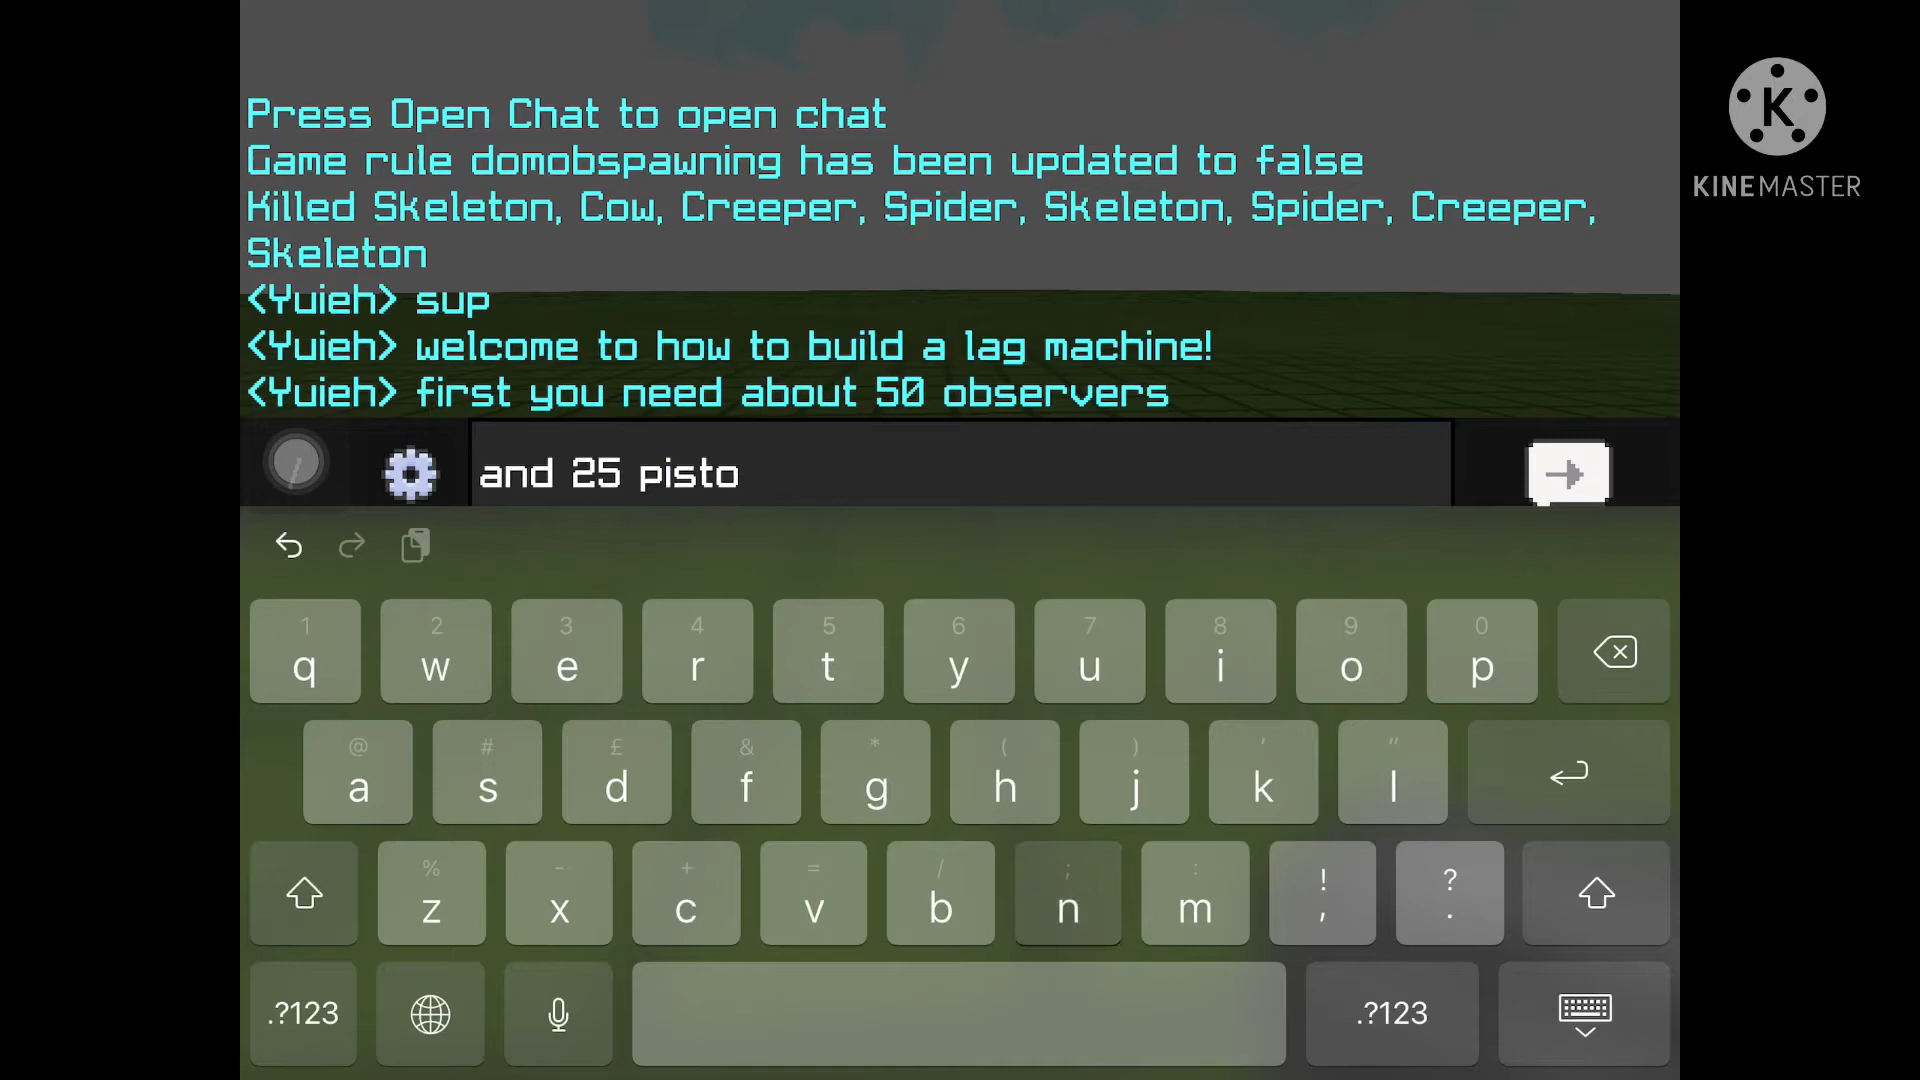 Press Open Chat to open chat
Game rule domobspawning has been updated to false
Killed Skeleton, Cow, Creeper, Spider, Skeleton, Spider, Creeper,
Skeleton
<Yuieh> sup
<Yuieh> welcome to how to build a lag machine!
<Yuieh> first you need about 50 observers
and 25 pisto
K
KINEMASTER
1 2 3 4 5 6 7 8 9 0
q w e r t y u i o p
@ # £ & * ( ) ' "
a s d f g h j k l
% - + = / ; : ! ?
z x c v b n m , .
.?123 .?123